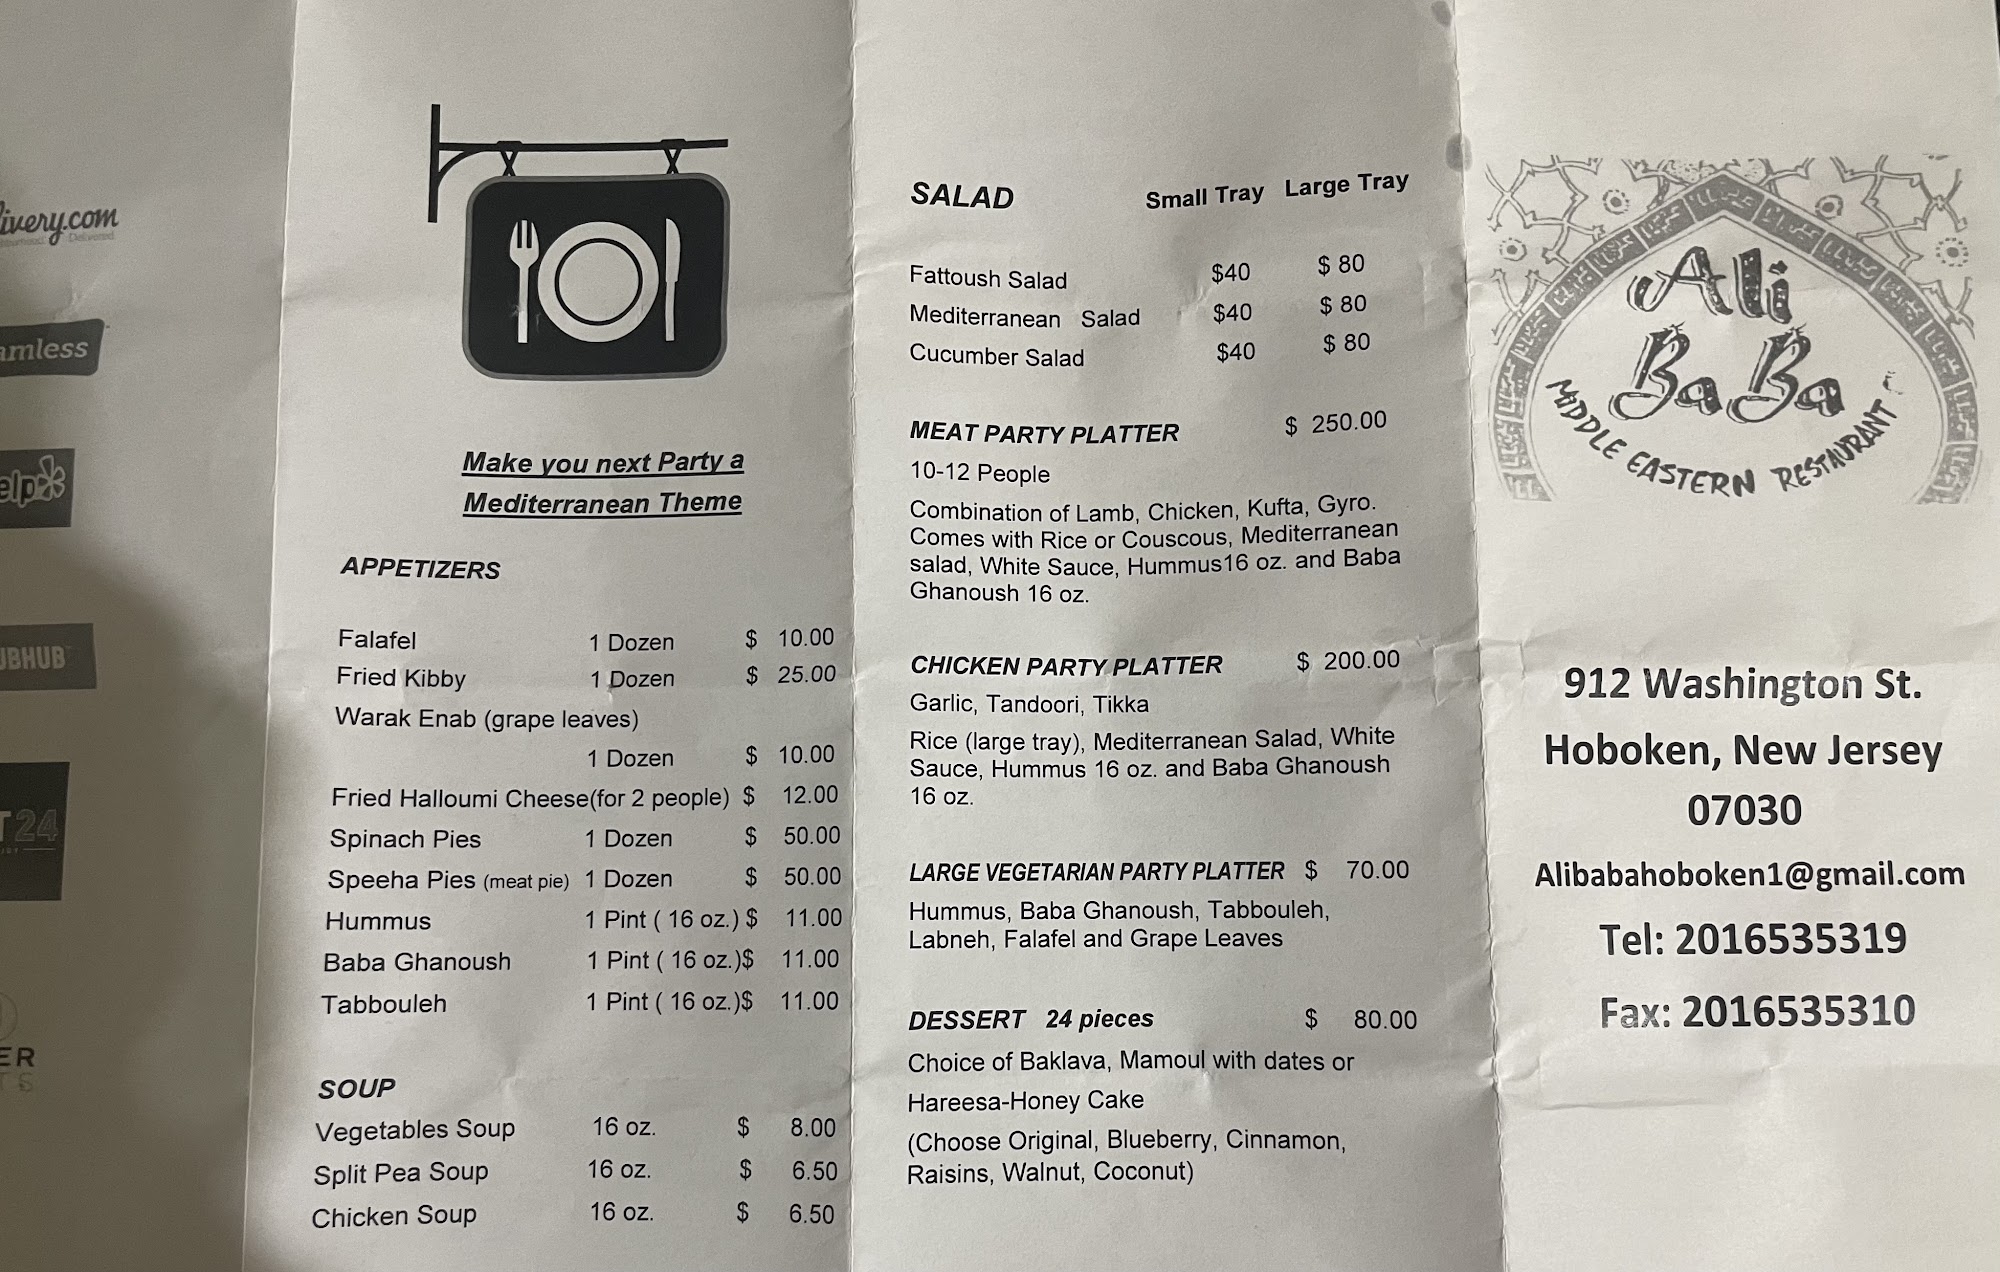 Delivered.
Make you next Party a
Mediterranean Theme
APPETIZERS
Falafel 1 Dozen $ 10.00
Fried Kibby 1 Dozen $ 25.00
Warak Enab (grape leaves)
1 Dozen $ 10.00
Fried Halloumi Cheese(for 2 people) $ 12.00
Spinach Pies 1 Dozen $ 50.00
Speeha Pies (meat pie) 1 Dozen $ 50.00
Hummus 1 Pint ( 16 oz.) $ 11.00
Baba Ghanoush 1 Pint ( 16 oz.)$ 11.00
Tabbouleh 1 Pint ( 16 oz.)$ 11.00
SOUP
Vegetables Soup 16 oz. $ 8.00
Split Pea Soup 16 oz. $ 6.50
Chicken Soup 16 oz. $ 6.50
SALAD Small Tray Large Tray
Fattoush Salad $40 $ 80
Mediterranean Salad $40 $ 80
Cucumber Salad $40 $ 80
MEAT PARTY PLATTER $ 250.00
10-12 People
Combination of Lamb, Chicken, Kufta, Gyro.
Comes with Rice or Couscous, Mediterranean
salad, White Sauce, Hummus16 oz. and Baba
Ghanoush 16 oz.
CHICKEN PARTY PLATTER $ 200.00
Garlic, Tandoori, Tikka
Rice (large tray), Mediterranean Salad, White
Sauce, Hummus 16 oz. and Baba Ghanoush
16 oz.
LARGE VEGETARIAN PARTY PLATTER $ 70.00
Hummus, Baba Ghanoush, Tabbouleh,
Labneh, Falafel and Grape Leaves
DESSERT 24 pieces $ 80.00
Choice of Baklava, Mamoul with dates or
Hareesa-Honey Cake
(Choose Original, Blueberry, Cinnamon,
Raisins, Walnut, Coconut)
Ali
BaBa
MIDDLE EASTERN RESTAURANT
912 Washington St.
Hoboken, New Jersey
07030
Alibabahoboken1@gmail.com
Tel: 2016535319
Fax: 2016535310